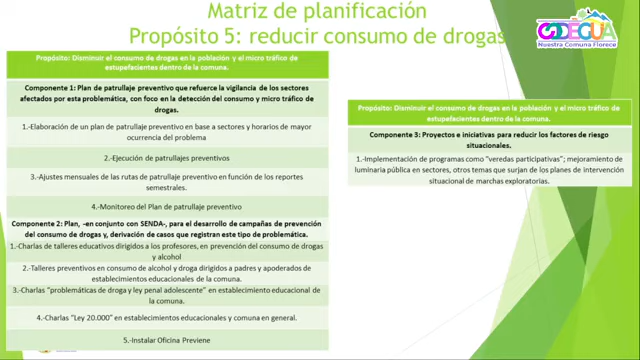 Matriz de planificación
Propósito 5: reducir consumo de drogas
CODEGUA
Nuestra Comuna Florece
Propósito: Disminuir el consumo de drogas en la población y el micro tráfico de
estupefacientes dentro de la comuna.
Componente 1: Plan de patrullaje preventivo que refuerce la vigilancia de los sectores
afectados por esta problemática, con foco en la detección del consumo y micro tráfico de
drogas.
1.-Elaboración de un plan de patrullaje preventivo en base a sectores y horarios de mayor
ocurrencia del problema
2.-Ejecución de patrullajes preventivos
3.-Ajustes mensuales de las rutas de patrullaje preventivo en función de los reportes
semestrales.
4.-Monitoreo del Plan de patrullaje preventivo
Componente 2: Plan, -en conjunto con SENDA-, para el desarrollo de campañas de prevención
del consumo de drogas y, derivación de casos que registran este tipo de problemática.
1.-Charlas de talleres educativos dirigidos a los profesores, en prevención del consumo de drogas
y alcohol
2.-Talleres preventivos en consumo de alcohol y droga dirigidos a padres y apoderados de
establecimientos educacionales de la comuna.
3.-Charlas "problemáticas de droga y ley penal adolescente" en establecimiento educacional de
la comuna.
4.-Charlas "Ley 20.000" en establecimientos educacionales y comuna en general.
5.-Instalar Oficina Previene
Propósito: Disminuir el consumo de drogas en la población y el micro tráfico de
estupefacientes dentro de la comuna.
Componente 3: Proyectos e iniciativas para reducir los factores de riesgo
situacionales.
1.-Implementación de programas como "veredas participativas"; mejoramiento de
luminaria pública en sectores, otros temas que surjan de los planes de intervención
situacional de marchas exploratorias.